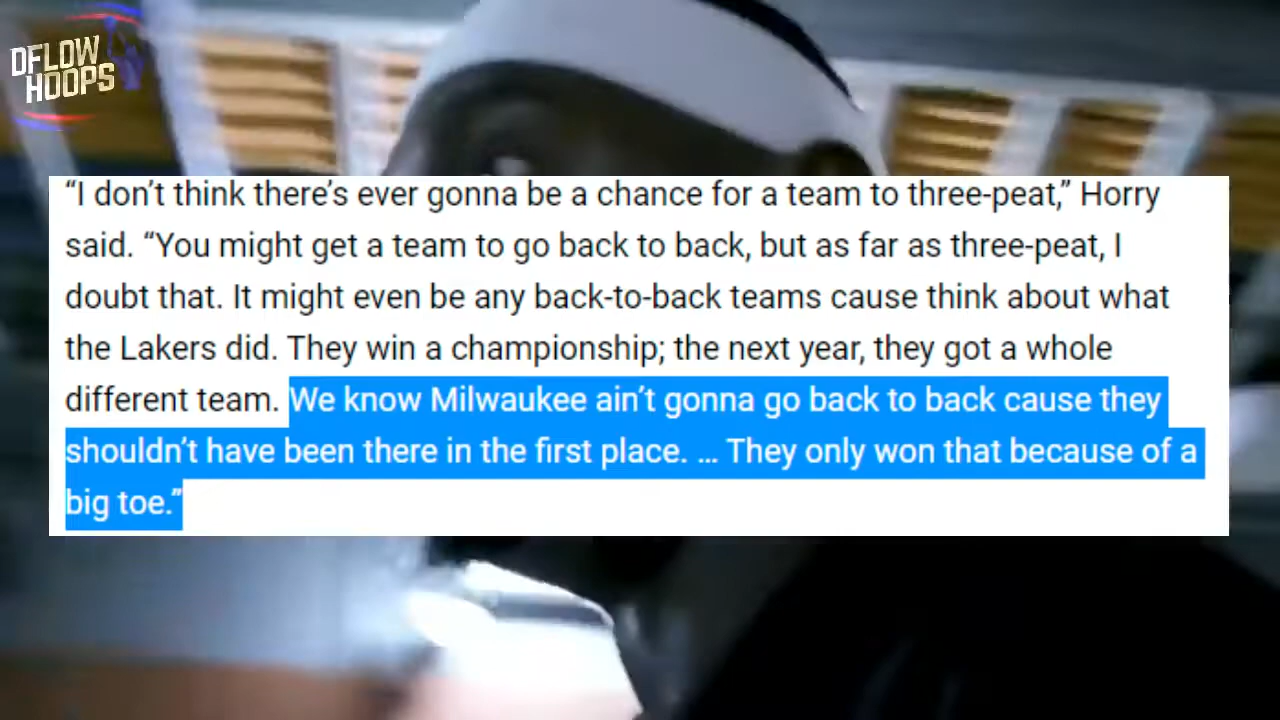 DFLOW
HOOPS
“I don’t think there’s ever gonna be a chance for a team to three-peat,” Horry
said. “You might get a team to go back to back, but as far as three-peat, I
doubt that. It might even be any back-to-back teams cause think about what
the Lakers did. They win a championship; the next year, they got a whole
different team. We know Milwaukee ain’t gonna go back to back cause they
shouldn’t have been there in the first place. … They only won that because of a
big toe.”